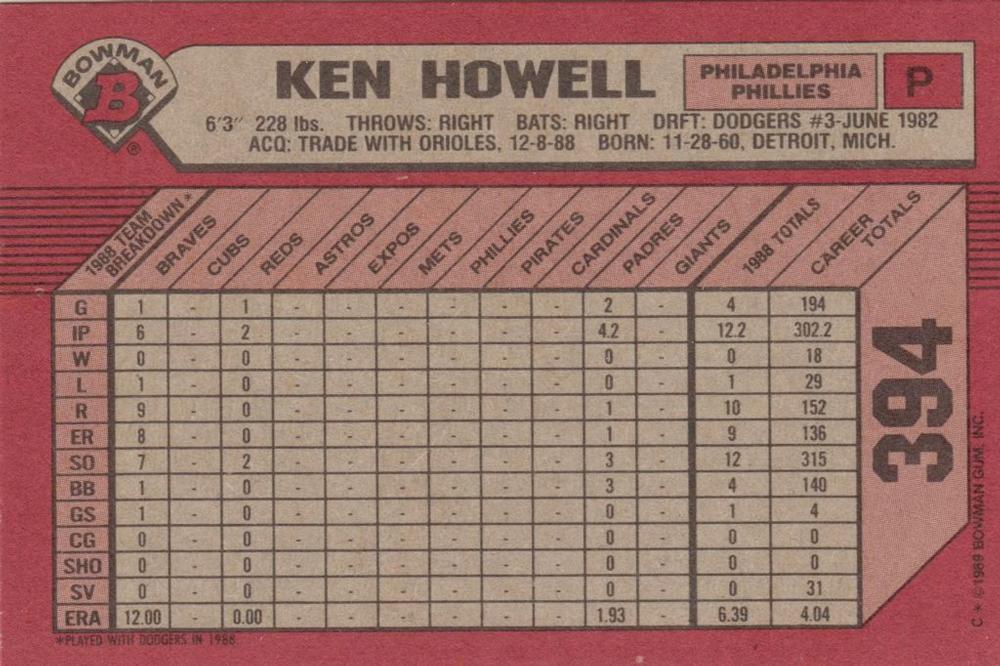 BOWMAN
B
®
KEN HOWELL
PHILADELPHIA
PHILLIES
P
6'3" 228 lbs. THROWS: RIGHT BATS: RIGHT DRFT: DODGERS #3-JUNE 1982
ACQ: TRADE WITH ORIOLES, 12-8-88 BORN: 11-28-60, DETROIT, MICH.
1988 TEAM BREAKDOWN* BRAVES CUBS REDS ASTROS EXPOS METS PHILLIES PIRATES CARDINALS PADRES GIANTS 1988 TOTALS CAREER TOTALS
G 1 - 1 - - - - - - 2 - 4 194
IP 6 - 2 - - - - - - 4.2 - 12.2 302.2
W 0 - 0 - - - - - - 0 - 0 18
L 1 - 0 - - - - - - 0 - 1 29
R 9 - 0 - - - - - - 1 - 10 152
ER 8 - 0 - - - - - - 1 - 9 136
SO 7 - 2 - - - - - - 3 - 12 315
BB 1 - 0 - - - - - - 3 - 4 140
GS 1 - 0 - - - - - - 0 - 1 4
CG 0 - 0 - - - - - - 0 - 0 0
SHO 0 - 0 - - - - - - 0 - 0 0
SV 0 - 0 - - - - - - 0 - 0 31
ERA 12.00 - 0.00 - - - - - - 1.93 - 6.39 4.04
*PLAYED WITH DODGERS IN 1988
394
C * ©1989 BOWMAN GUM, INC.